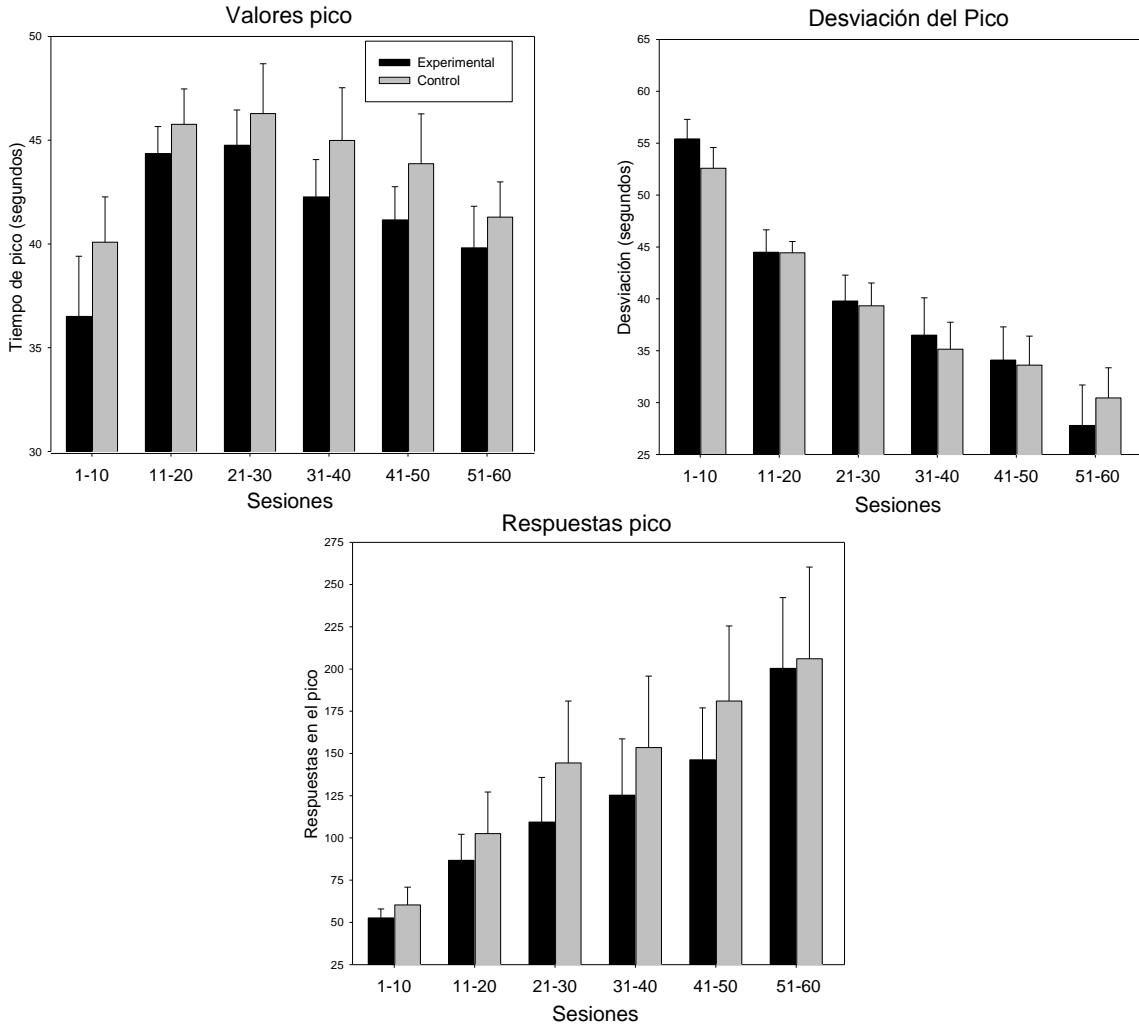 Valores pico
Tiempo de pico (segundos)
50
45
40
35
30
Experimental
Control
1-10 11-20 21-30 31-40 41-50 51-60
Sesiones
Desviación del Pico
Desviación (segundos)
65
60
55
50
45
40
35
30
25
1-10 11-20 21-30 31-40 41-50 51-60
Sesiones
Respuestas pico
Respuestas en el pico
275
250
225
200
175
150
125
100
75
50
25
1-10 11-20 21-30 31-40 41-50 51-60
Sesiones